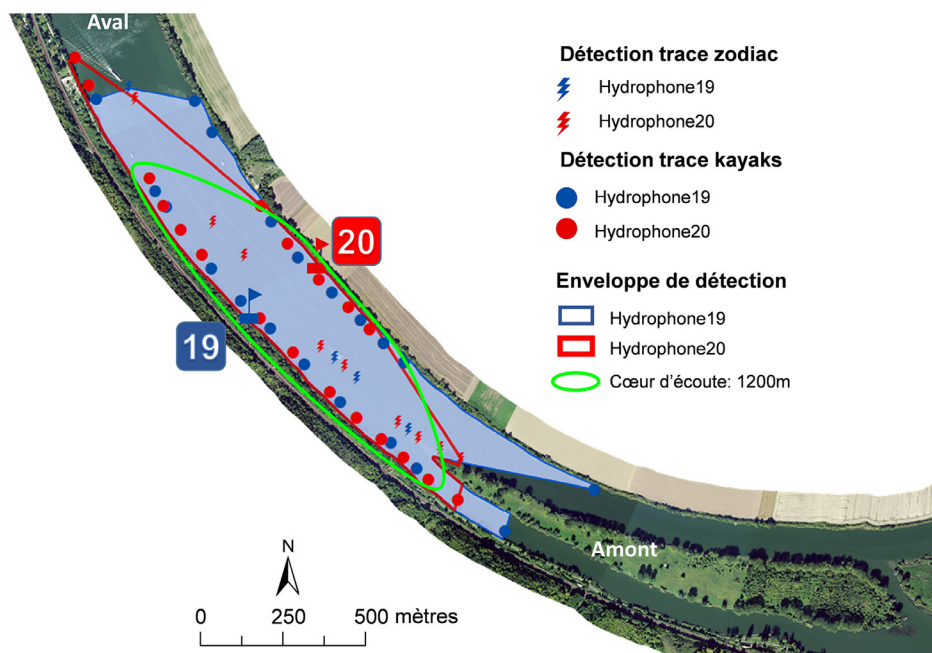 Aval
Détection trace zodiac
Hydrophone19
Hydrophone20
Détection trace kayaks
Hydrophone19
Hydrophone20
Enveloppe de détection
Hydrophone19
Hydrophone20
Cœur d'écoute: 1200m
20
19
Amont
N
0 250 500 mètres